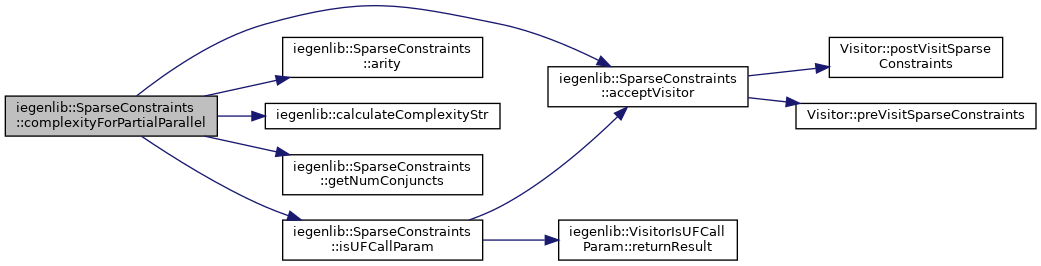 iegenlib::SparseConstraints
::complexityForPartialParallel
iegenlib::SparseConstraints
::arity
iegenlib::calculateComplexityStr
iegenlib::SparseConstraints
::getNumConjuncts
iegenlib::SparseConstraints
::isUFCallParam
iegenlib::SparseConstraints
::acceptVisitor
iegenlib::VisitorIsUFCall
Param::returnResult
Visitor::postVisitSparse
Constraints
Visitor::preVisitSparseConstraints